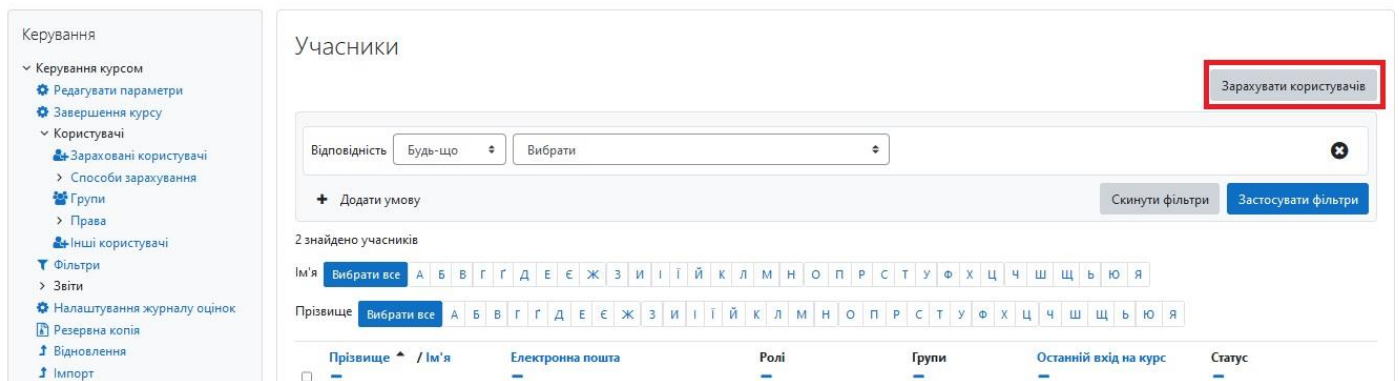 Керування
Керування курсом
Редагувати параметри
Завершення курсу
Користувачі
Зараховані користувачі
Способи зарахування
Групи
Права
Інші користувачі
Фільтри
Звіти
Налаштування журналу оцінок
Резервна копія
Відновлення
Імпорт
Учасники
Зарахувати користувачів
Відповідність Будь-що Вибрати
Додати умову Скинути фільтри Застосувати фільтри
2 знайдено учасників
Ім'я Вибрати все А Б В Г Ґ Д Е Є Ж З И І Ї Й К Л М Н О П Р С Т У Ф Х Ц Ч Ш Щ Ь Ю Я
Прізвище Вибрати все А Б В Г Ґ Д Е Є Ж З И І Ї Й К Л М Н О П Р С Т У Ф Х Ц Ч Ш Щ Ь Ю Я
Прізвище / Ім'я Електронна пошта Ролі Групи Останній вхід на курс Статус